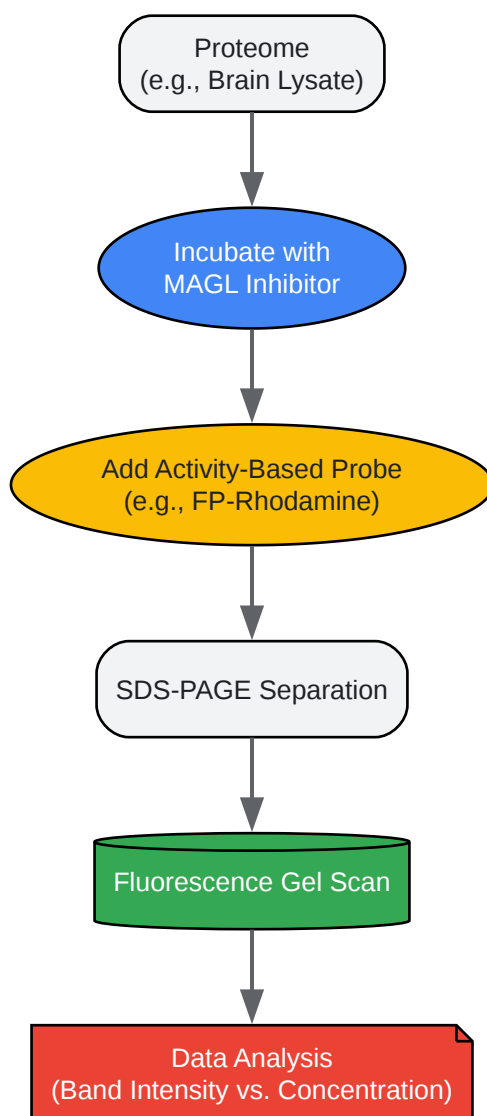 Proteome
(e.g., Brain Lysate)
Incubate with
MAGL Inhibitor
Add Activity-Based Probe
(e.g., FP-Rhodamine)
SDS-PAGE Separation
Fluorescence Gel Scan
Data Analysis
(Band Intensity vs. Concentration)